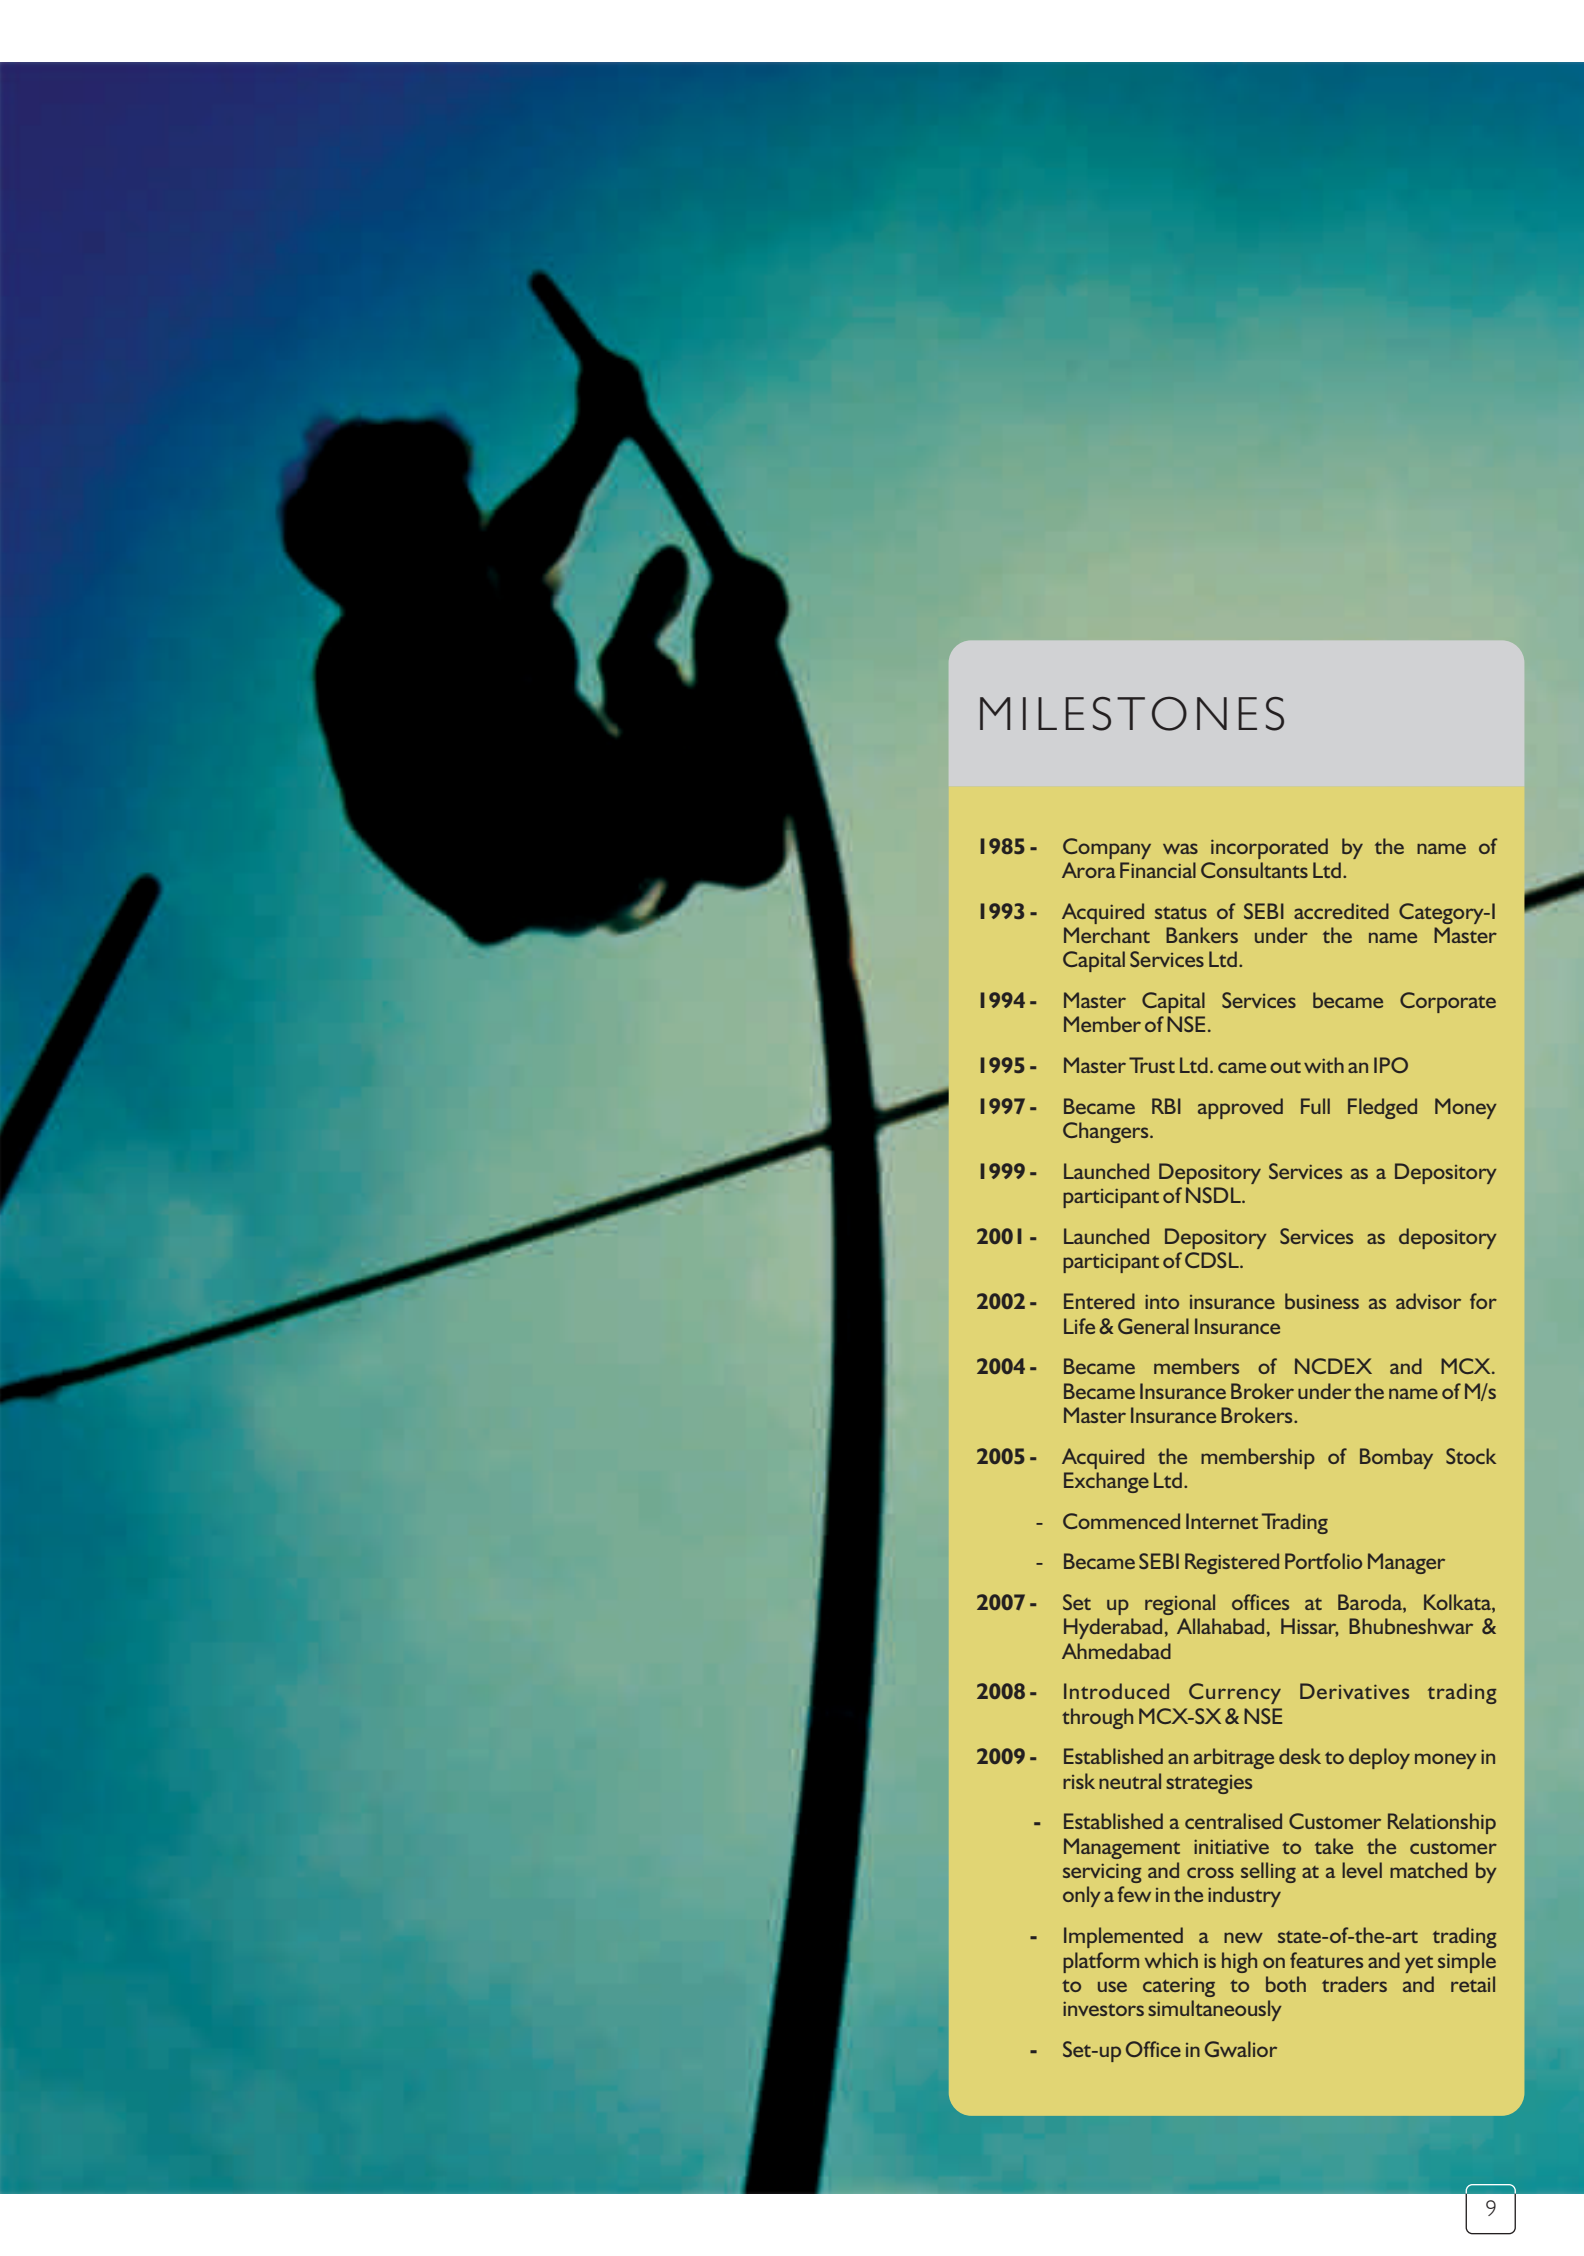 MILESTONES
1985 - Company was incorporated by the name of
Arora Financial Consultants Ltd.
1993 - Acquired status of SEBI accredited Category-I
Merchant Bankers under the name Master
Capital Services Ltd.
1994 - Master Capital Services became Corporate
Member of NSE.
1995 - Master Trust Ltd. came out with an IPO
1997 - Became RBI approved Full Fledged Money
Changers.
1999 - Launched Depository Services as a Depository
participant of NSDL.
2001 - Launched Depository Services as depository
participant of CDSL.
2002 - Entered into insurance business as advisor for
Life & General Insurance
2004 - Became members of NCDEX and MCX.
Became Insurance Broker under the name of M/s
Master Insurance Brokers.
2005 - Acquired the membership of Bombay Stock
Exchange Ltd.
- Commenced Internet Trading
- Became SEBI Registered Portfolio Manager
2007 - Set up regional offices at Baroda, Kolkata,
Hyderabad, Allahabad, Hissar, Bhubneshwar &
Ahmedabad
2008 - Introduced Currency Derivatives trading
through MCX-SX & NSE
2009 - Established an arbitrage desk to deploy money in
risk neutral strategies
- Established a centralised Customer Relationship
Management initiative to take the customer
servicing and cross selling at a level matched by
only a few in the industry
- Implemented a new state-of-the-art trading
platform which is high on features and yet simple
to use catering to both traders and retail
investors simultaneously
- Set-up Office in Gwalior
9